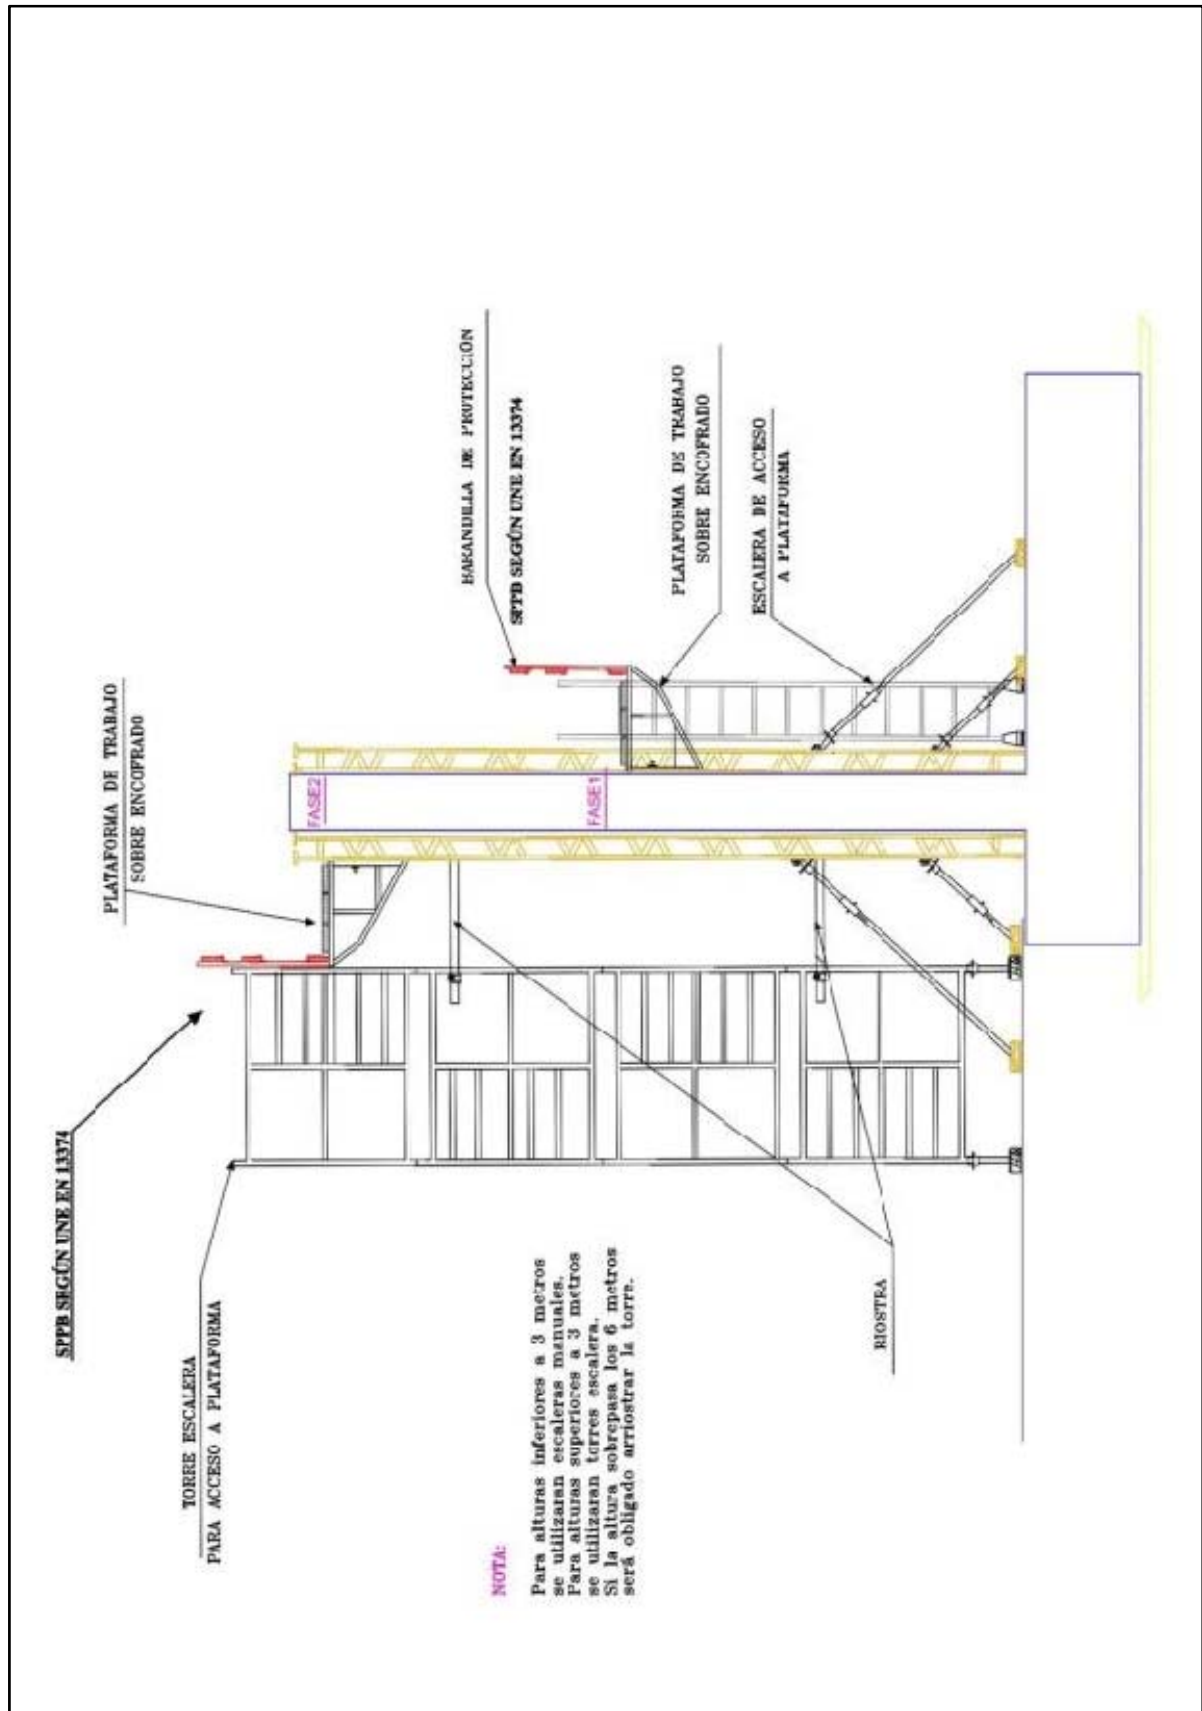 SPPB SEGÚN UNE EN 13374
TORRE ESCALERA
PARA ACCESO A PLATAFORMA
PLATAFORMA DE TRABAJO
SOBRE ENCOFRADO
FASE2
FASE1
BARANDILLA DE PROTECCIÓN
SPPB SEGÚN UNE EN 13374
PLATAFORMA DE TRABAJO
SOBRE ENCOFRADO
ESCALERA DE ACCESO
A PLATAFORMA
NOTA:
Para alturas inferiores a 3 metros
se utilizaran escaleras manuales.
Para alturas superiores a 3 metros
se utilizaran torres escalera.
Si la altura sobrepasa los 6 metros
será obligado arriostrar la torre.
RIOSTRA